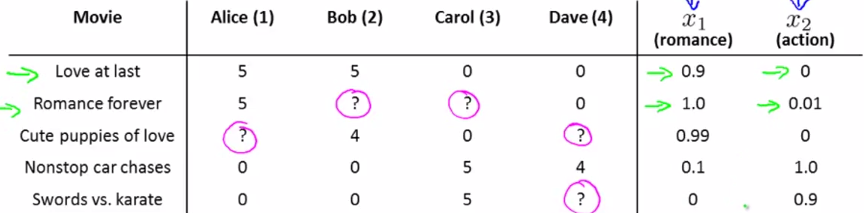 Movie Alice (1) Bob (2) Carol (3) Dave (4) x₁ x₂
(romance) (action)
Love at last 5 5 0 0 0.9 0
Romance forever 5 ? ? 0 1.0 0.01
Cute puppies of love ? 4 0 ? 0.99 0
Nonstop car chases 0 0 5 4 0.1 1.0
Swords vs. karate 0 0 5 ? 0 0.9